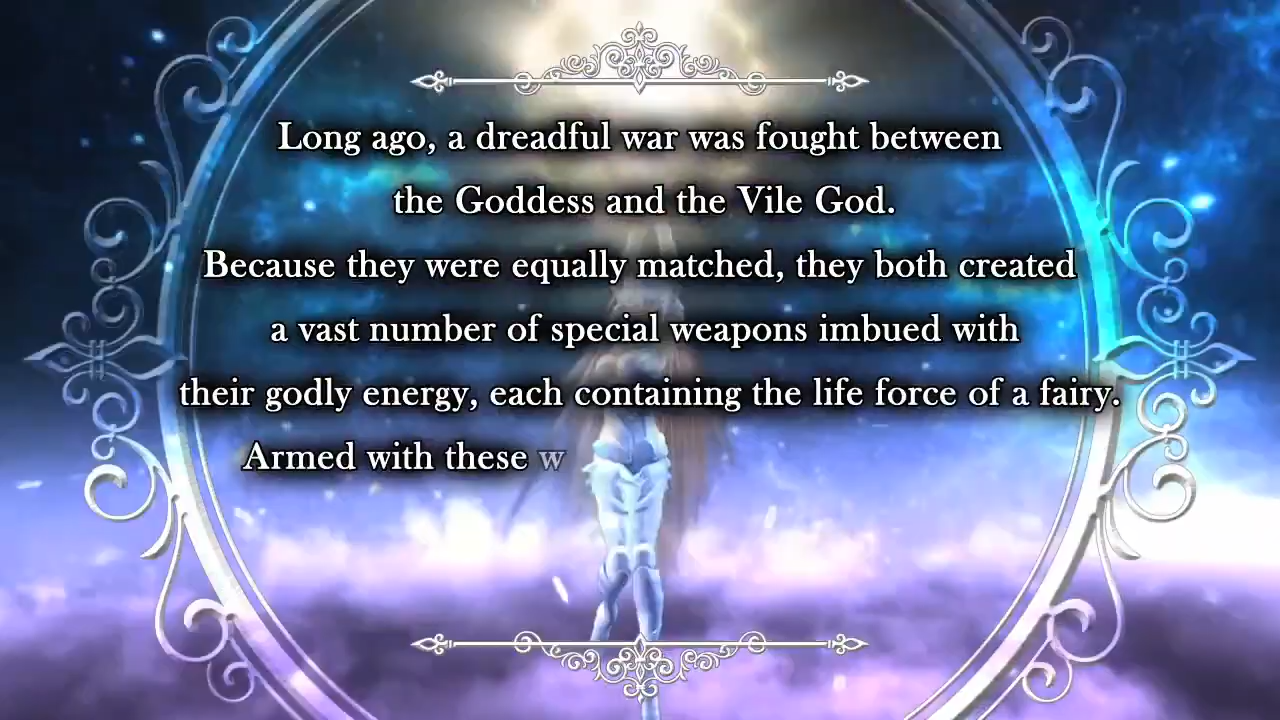 Long ago, a dreadful war was fought between
the Goddess and the Vile God.
Because they were equally matched, they both created
a vast number of special weapons imbued with
their godly energy, each containing the life force of a fairy.
Armed with these w